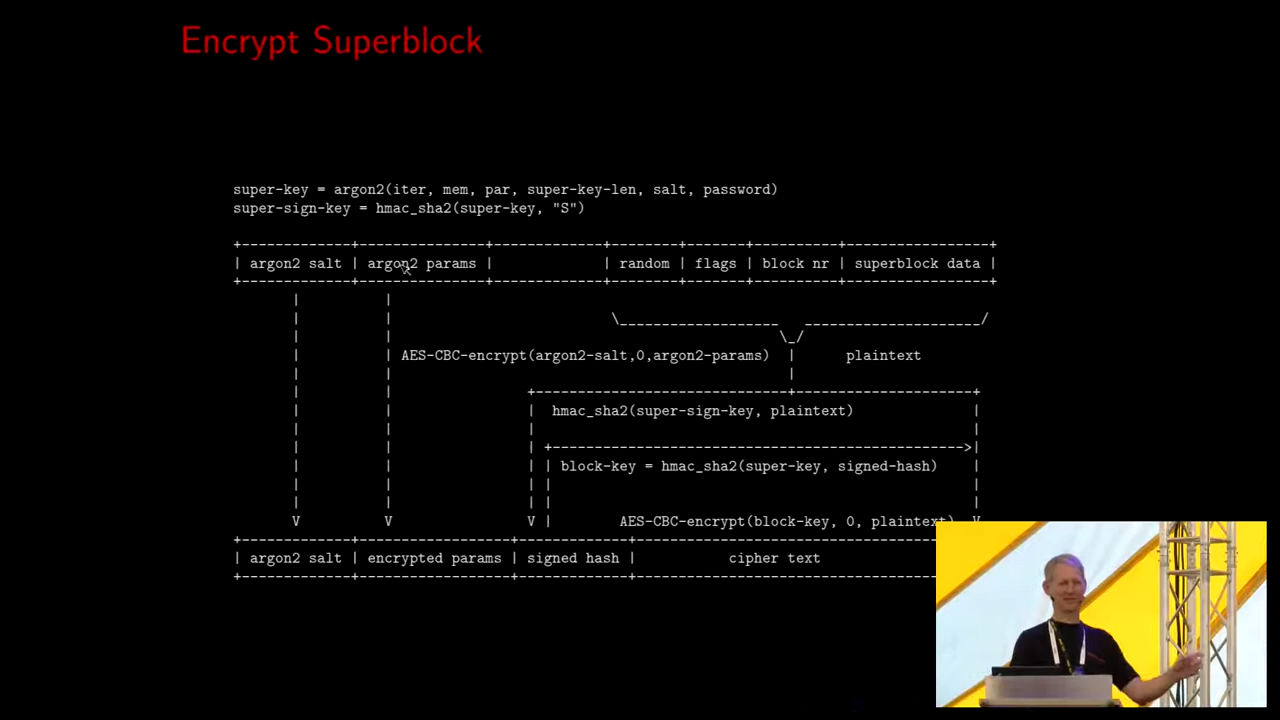 Encrypt Superblock
super-key = argon2(iter, mem, par, super-key-len, salt, password)
super-sign-key = hmac_sha2(super-key, "S")
| argon2 salt | argon2 params | | random | flags | block nr | superblock data |
AES-CBC-encrypt(argon2-salt,0,argon2-params) | plaintext
hmac_sha2(super-sign-key, plaintext)
block-key = hmac_sha2(super-key, signed-hash)
V V V AES-CBC-encrypt(block-key, 0, plaintext) V
| argon2 salt | encrypted params | signed hash | cipher text